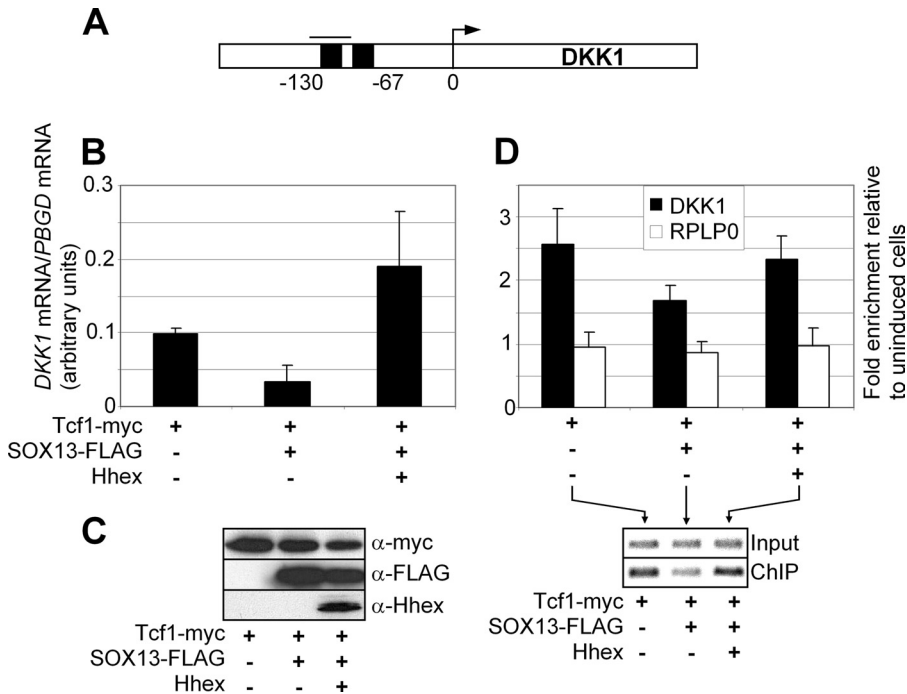 A
DKK1
-130 -67 0
B
DKK1 mRNA/PBGD mRNA
(arbitrary units)
0.3
0.2
0.1
0
Tcf1-myc + + +
SOX13-FLAG - + +
Hhex - - +
C
α-myc
α-FLAG
α-Hhex
Tcf1-myc + + +
SOX13-FLAG - + +
Hhex - - +
D
DKK1
RPLP0
3
2
1
0
Fold enrichment relative
to uninduced cells
+ + +
- + +
- - +
Input
ChIP
Tcf1-myc + + +
SOX13-FLAG - + +
Hhex - - +